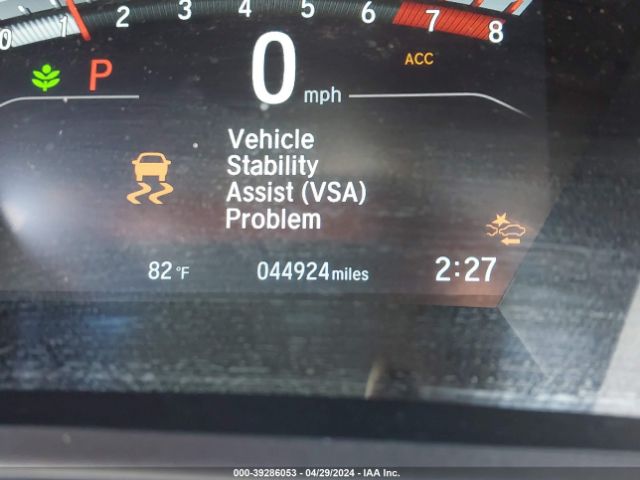 0 1 2 3 4 5 6 7 8
P 0 mph ACC
Vehicle
Stability
Assist (VSA)
Problem
82°F 044924 miles 2:27
000-39286053 - 04/29/2024 - IAA Inc.